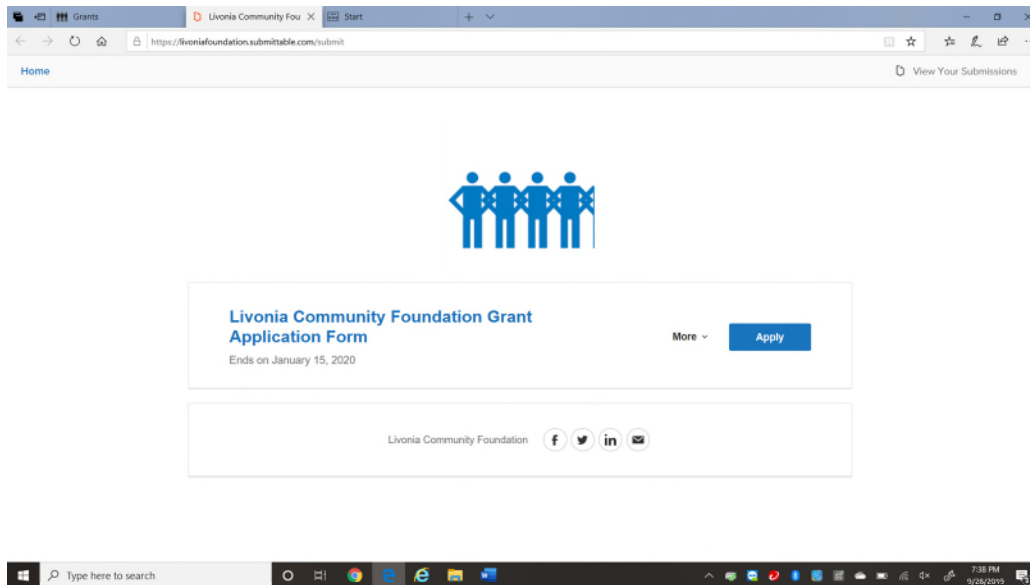 Grants
Livonia Community Fou
Start
https://livoniafoundation.submittable.com/submit
Home
View Your Submissions
Livonia Community Foundation Grant
Application Form
Ends on January 15, 2020
More
Apply
Livonia Community Foundation
Type here to search
7:38 PM
9/28/2019